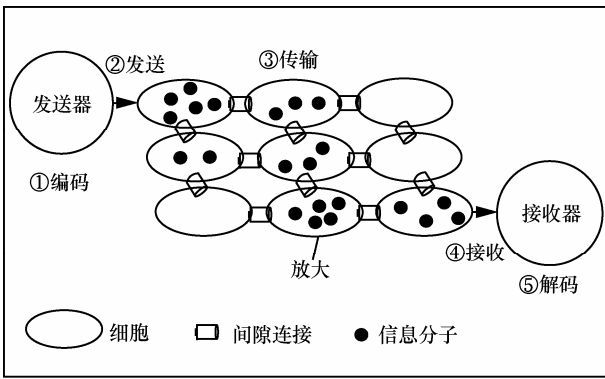 ②发送
③传输
发送器
①编码
接收器
④接收
放大
⑤解码
细胞
间隙连接
信息分子